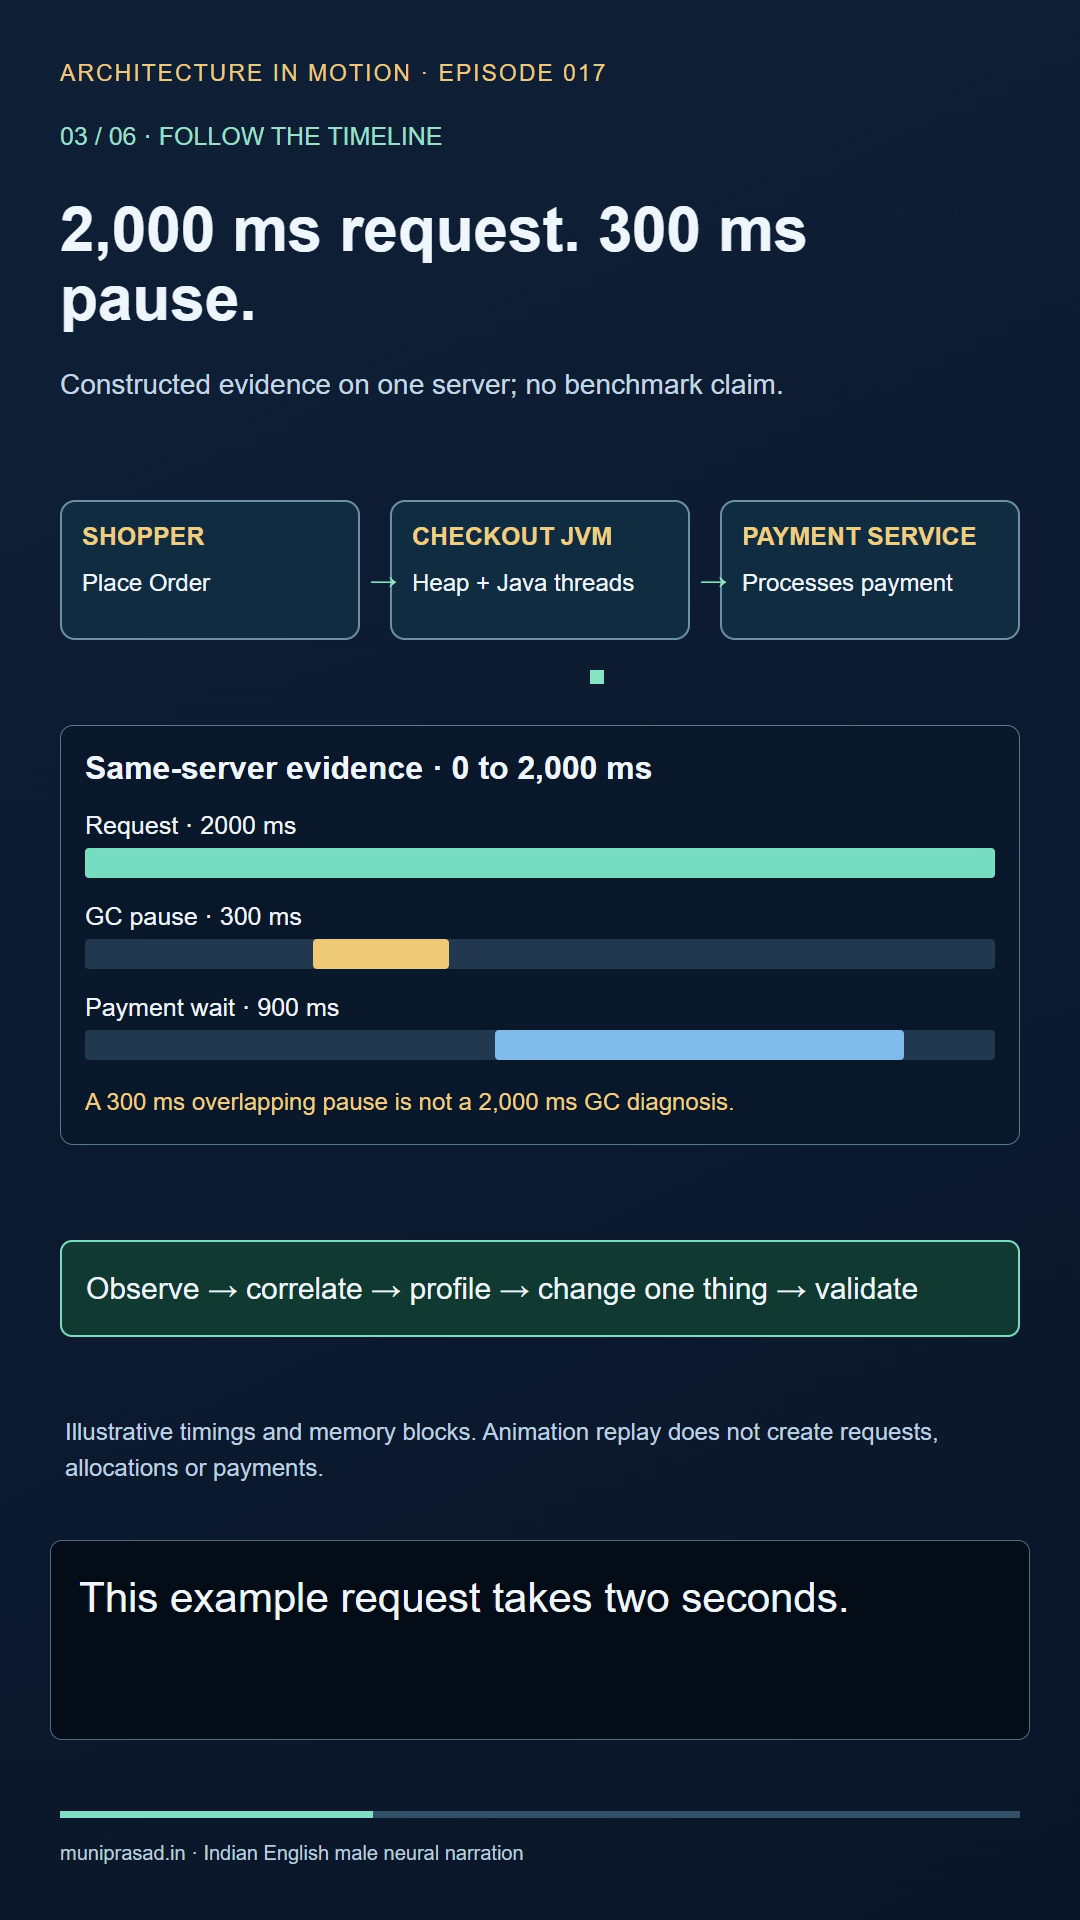 ARCHITECTURE IN MOTION · EPISODE 017
03 / 06 · FOLLOW THE TIMELINE
2,000 ms request. 300 ms
pause.
Constructed evidence on one server; no benchmark claim.
SHOPPER
Place Order
→
CHECKOUT JVM
Heap + Java threads
→
PAYMENT SERVICE
Processes payment
Same-server evidence · 0 to 2,000 ms
Request · 2000 ms
GC pause · 300 ms
Payment wait · 900 ms
A 300 ms overlapping pause is not a 2,000 ms GC diagnosis.
Observe → correlate → profile → change one thing → validate
Illustrative timings and memory blocks. Animation replay does not create requests,
allocations or payments.
This example request takes two seconds.
muniprasad.in · Indian English male neural narration